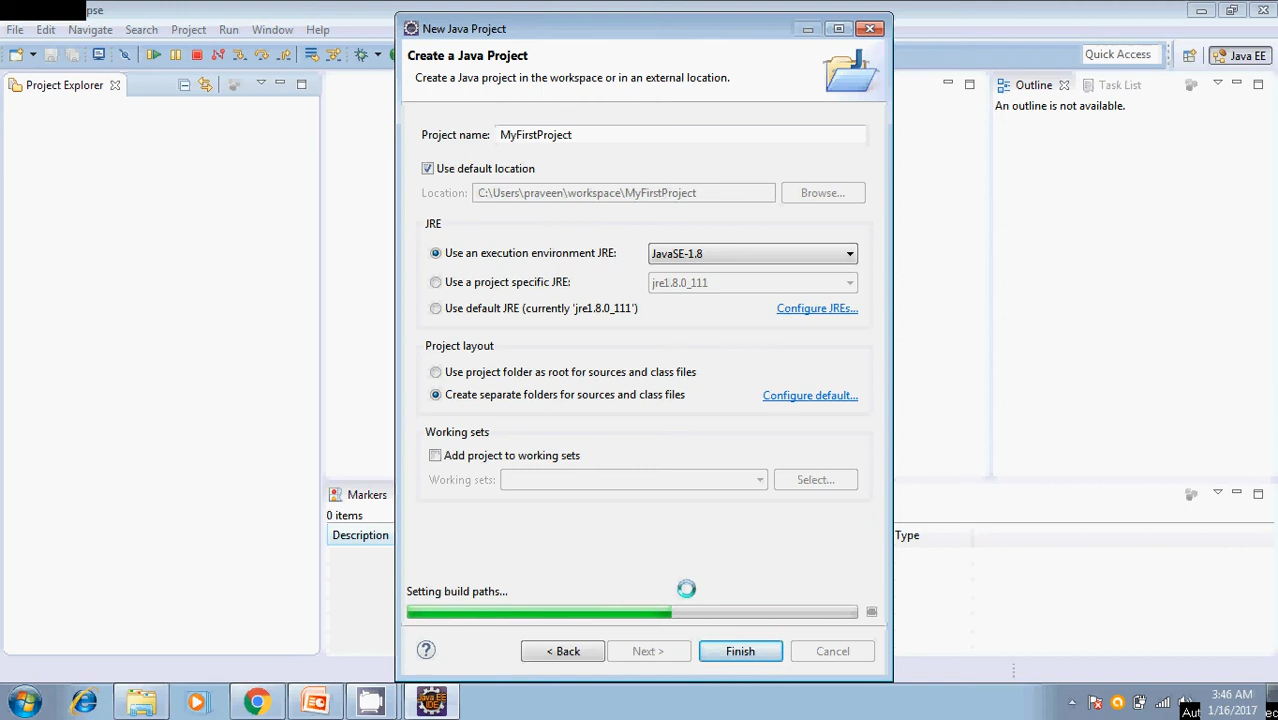 pse
New Java Project
File Edit Navigate Search Project Run Window Help
Create a Java Project
Create a Java project in the workspace or in an external location.
Quick Access
Java EE
Project Explorer
Outline
Task List
An outline is not available.
Project name: MyFirstProject
Use default location
Location: C:\Users\praveen\workspace\MyFirstProject Browse...
JRE
Use an execution environment JRE: JavaSE-1.8
Use a project specific JRE: jre1.8.0_111
Use default JRE (currently 'jre1.8.0_111') Configure JREs...
Project layout
Use project folder as root for sources and class files
Create separate folders for sources and class files Configure default...
Working sets
Add project to working sets
Working sets: Select...
Markers
0 items
Description
Type
Setting build paths...
< Back Next > Finish Cancel
Java EE
IDE
3:46 AM
1/16/2017